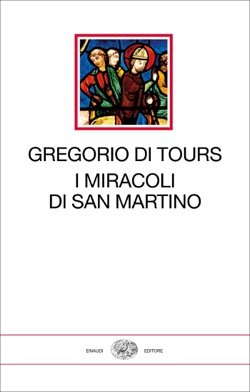 GREGORIO DI TOURS
I MIRACOLI
DI SAN MARTINO
EINAUDI EDITORE